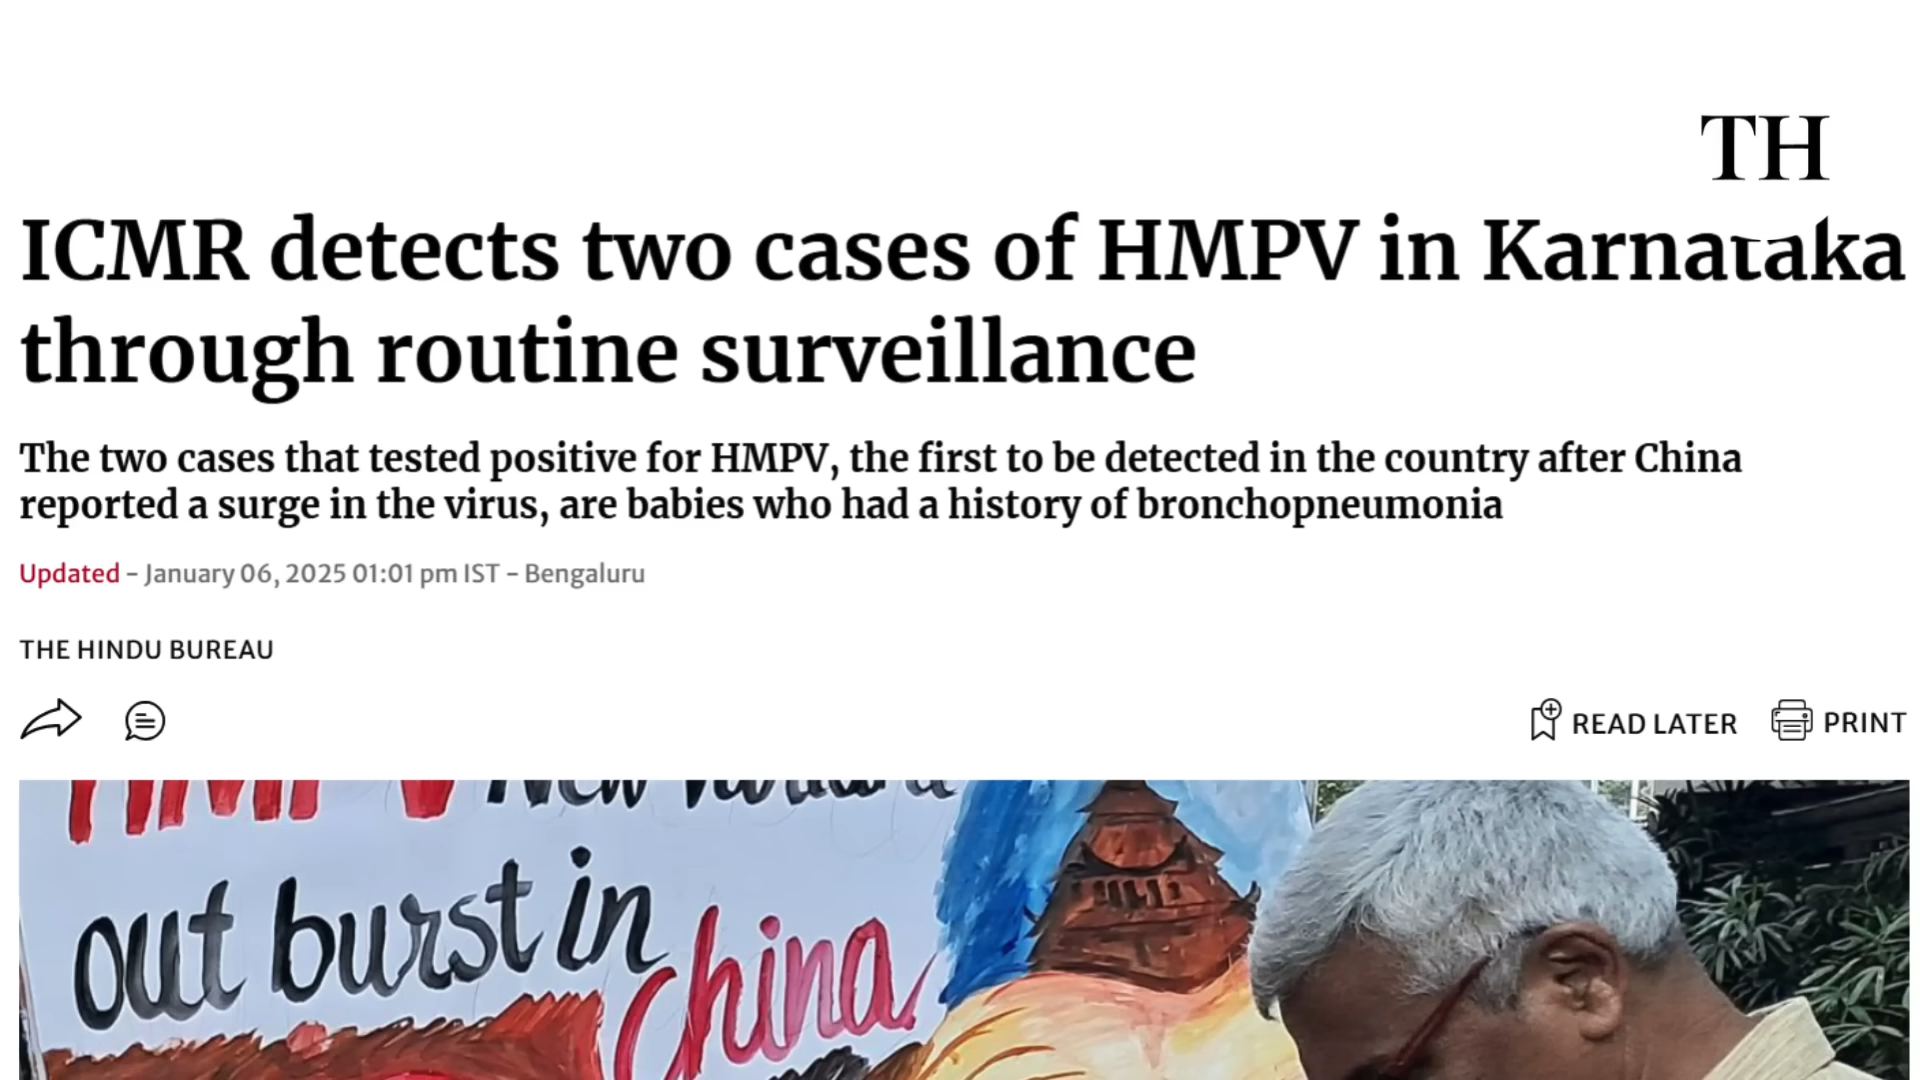 TH
ICMR detects two cases of HMPV in Karnataka
through routine surveillance
The two cases that tested positive for HMPV, the first to be detected in the country after China
reported a surge in the virus, are babies who had a history of bronchopneumonia
Updated - January 06, 2025 01:01 pm IST - Bengaluru
THE HINDU BUREAU
READ LATER PRINT
HMPV New
out burst in
China